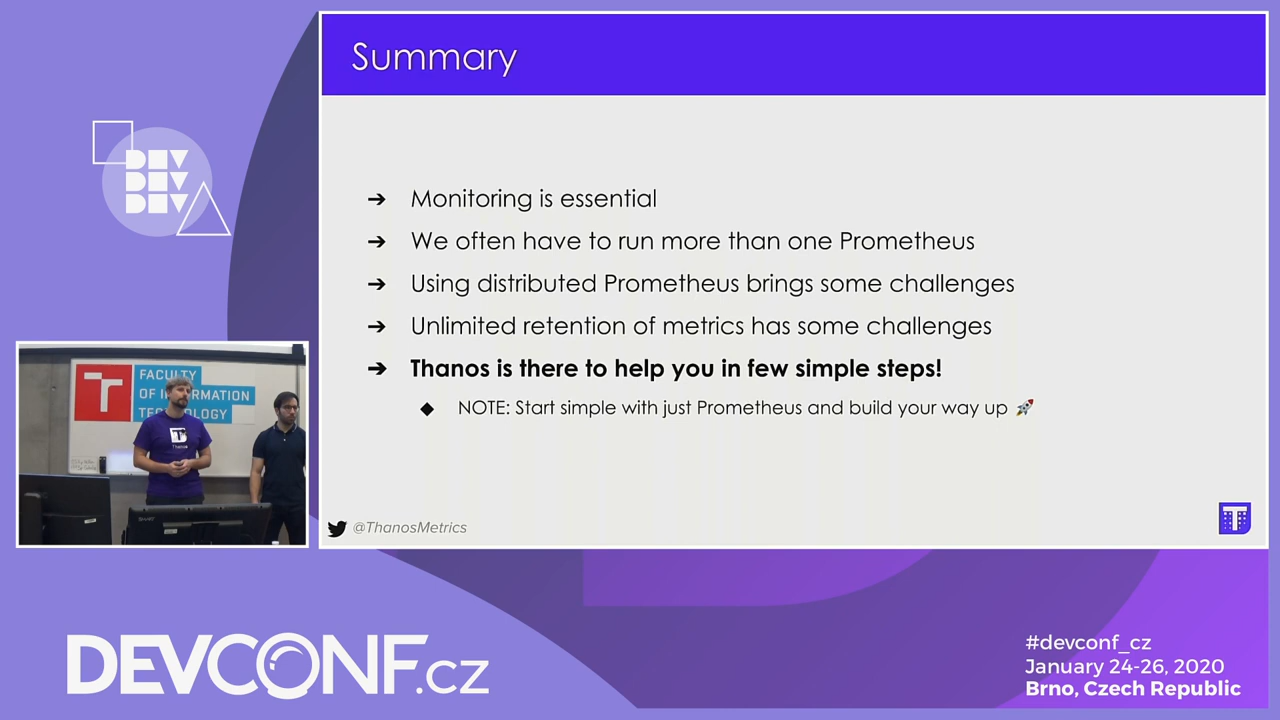 Summary
➔ Monitoring is essential
➔ We often have to run more than one Prometheus
➔ Using distributed Prometheus brings some challenges
➔ Unlimited retention of metrics has some challenges
➔ Thanos is there to help you in few simple steps!
◆ NOTE: Start simple with just Prometheus and build your way up 🚀
@ThanosMetrics
T
DEV
DEV
DEV
FACULTY
OF INFORMATION
TECHNOLOGY
DEVCONF.cz
#devconf_cz
January 24-26, 2020
Brno, Czech Republic